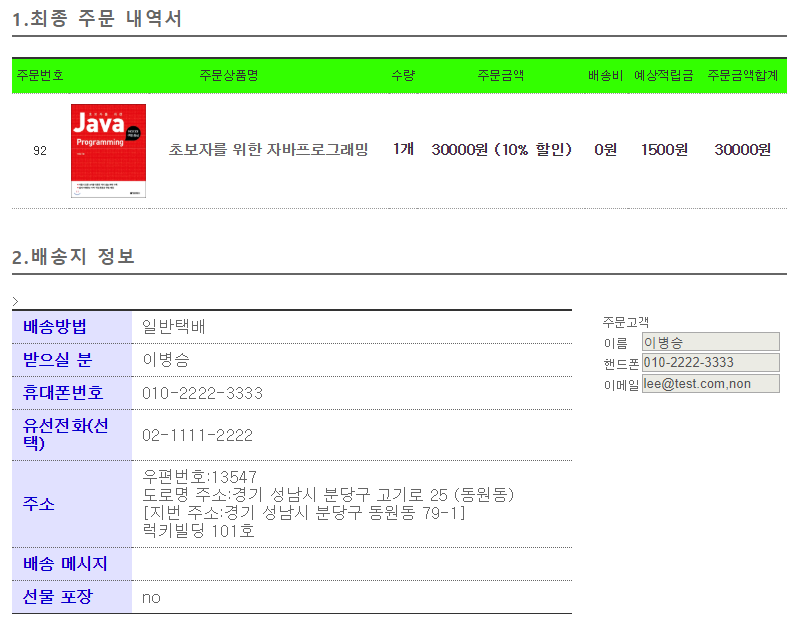 1.최종 주문 내역서
주문번호 주문상품명 수량 주문금액 배송비 예상적립금 주문금액합계
Java
Programming
92 초보자를 위한 자바프로그래밍 1개 30000원 (10% 할인) 0원 1500원 30000원
2.배송지 정보
>
배송방법 일반택배
받으실 분 이병승
휴대폰번호 010-2222-3333
유선전화(선
택) 02-1111-2222
주소 우편번호:13547
도로명 주소:경기 성남시 분당구 고기로 25 (동원동)
[지번 주소:경기 성남시 분당구 동원동 79-1]
럭키빌딩 101호
배송 메시지
선물 포장 no
주문고객
이름 이병승
핸드폰 010-2222-3333
이메일 lee@test.com,non